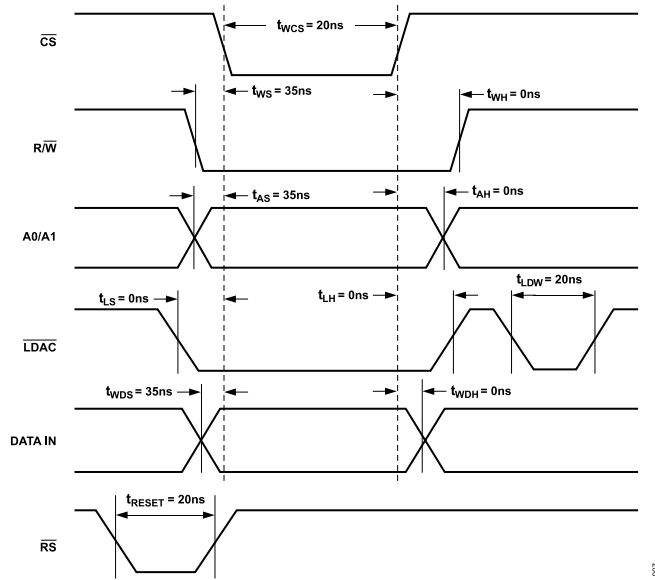 tWCS = 20ns
CS
tWS = 35ns
tWH = 0ns
R/W
tAS = 35ns
tAH = 0ns
A0/A1
tLS = 0ns
tLH = 0ns
tLDW = 20ns
LDAC
tWDS = 35ns
tWDH = 0ns
DATA IN
tRESET = 20ns
RS
007